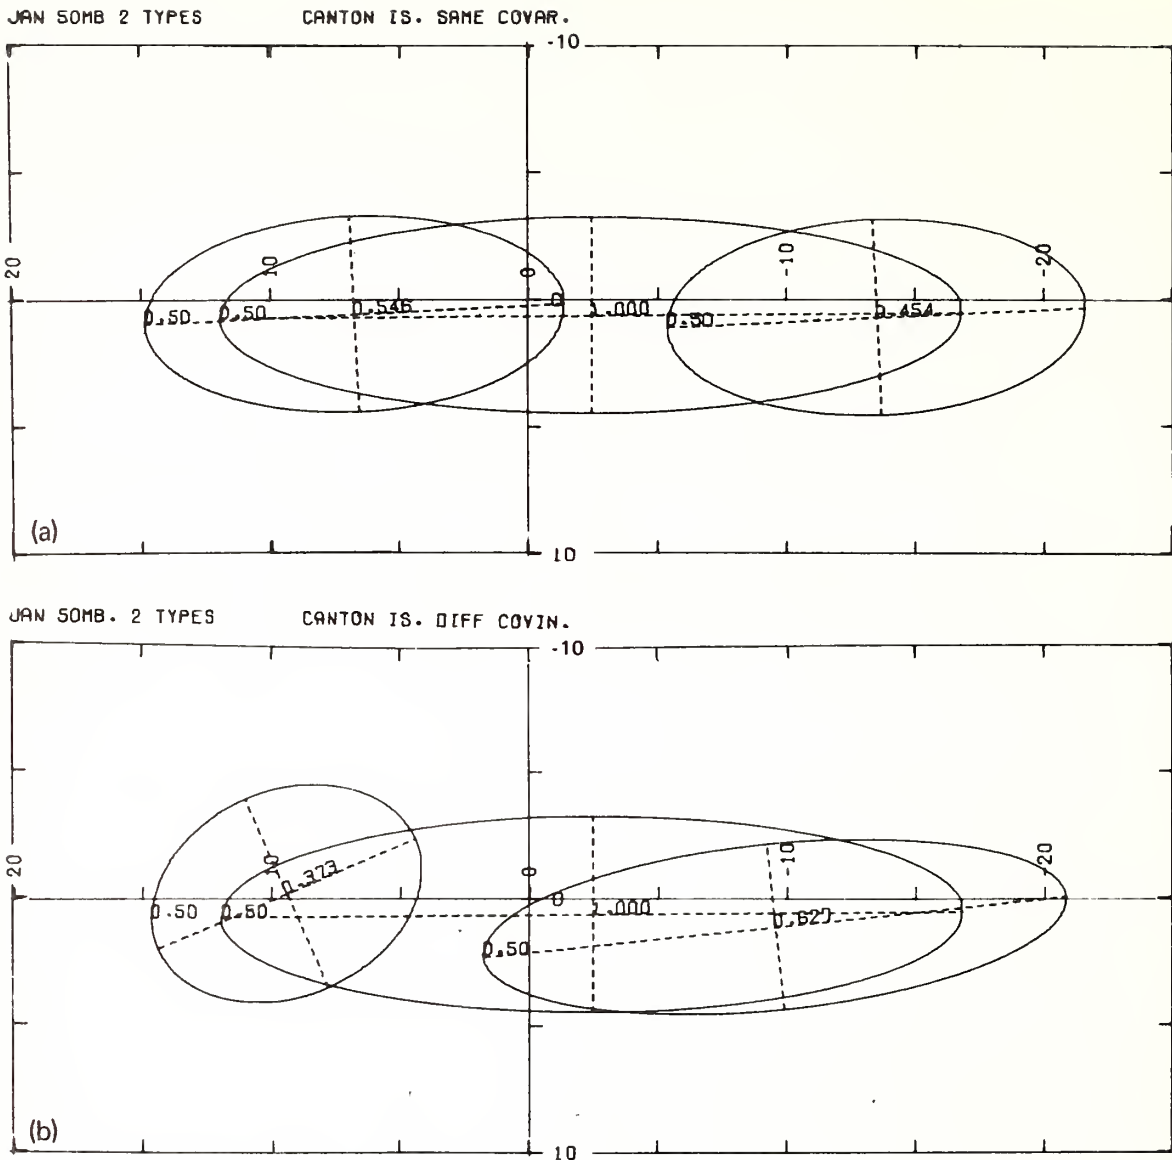 JAN 50MB 2 TYPES CANTON IS. SAME COVAR.
-10
20 10 0 -10 -20
0
0.50 0.50 0.546 1.000 0.50 0.454
(a)
10
JAN 50MB. 2 TYPES CANTON IS. DIFF COVIN.
-10
20 10 0 -10 -20
0
0.373
0.50 0.50 1.000 0.627
0.50
(b)
10